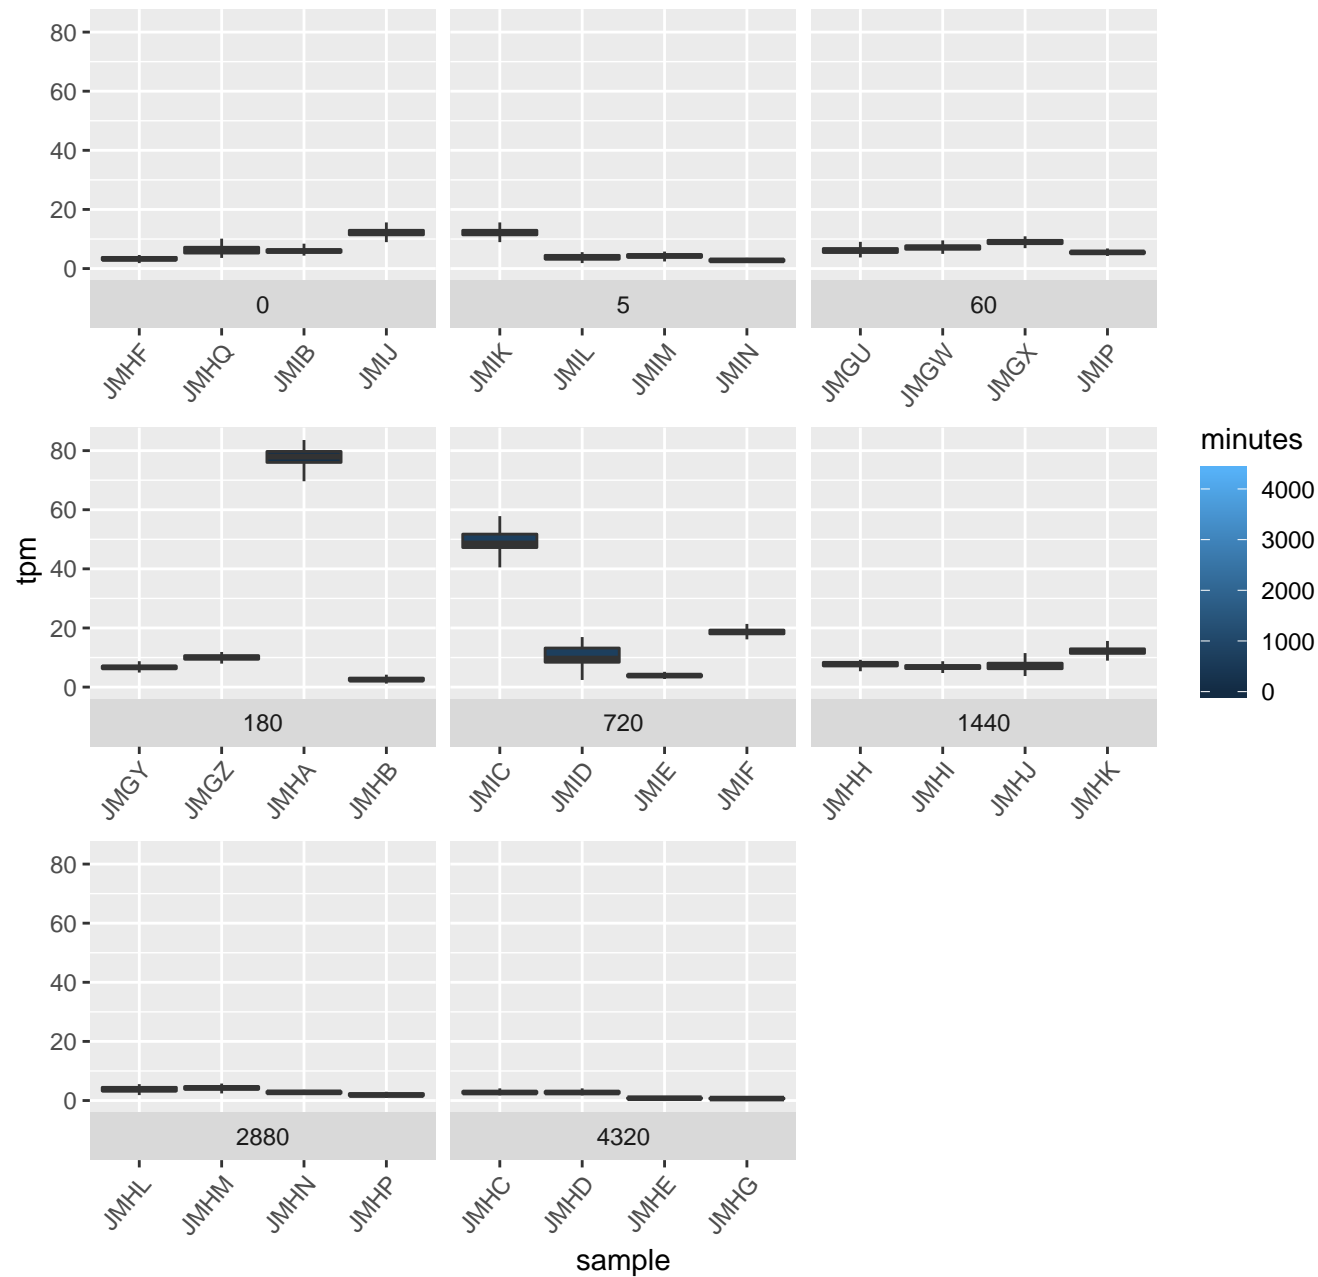 80
60
40
20
0
0
5
60
JMHF
JMHQ
JMIB
JMIJ
JMIK
JMIL
JMIM
JMIN
JMGU
JMGW
JMGX
JMIP
tpm
80
60
40
20
0
180
720
1440
JMGY
JMGZ
JMHA
JMHB
JMIC
JMID
JMIE
JMIF
JMHH
JMHI
JMHJ
JMHK
minutes
4000
3000
2000
1000
0
80
60
40
20
0
2880
4320
JMHL
JMHM
JMHN
JMHP
JMHC
JMHD
JMHE
JMHG
sample